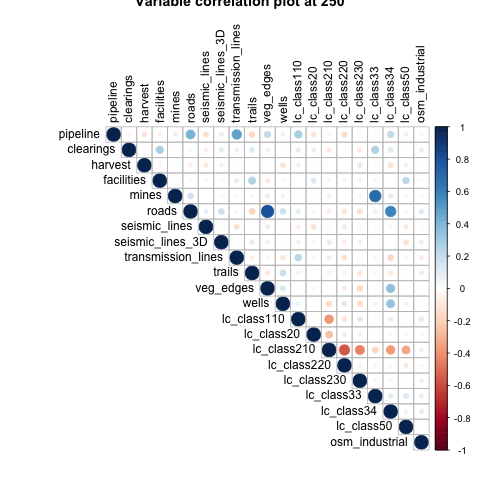 Variable correlation plot at 250
pipeline
clearings
harvest
facilities
mines
roads
seismic_lines
seismic_lines_3D
transmission_lines
trails
veg_edges
wells
lc_class110
lc_class20
lc_class210
lc_class220
lc_class230
lc_class33
lc_class34
lc_class50
osm_industrial
pipeline
clearings
harvest
facilities
mines
roads
seismic_lines
seismic_lines_3D
transmission_lines
trails
veg_edges
wells
lc_class110
lc_class20
lc_class210
lc_class220
lc_class230
lc_class33
lc_class34
lc_class50
osm_industrial
1
0.8
0.6
0.4
0.2
0
-0.2
-0.4
-0.6
-0.8
-1